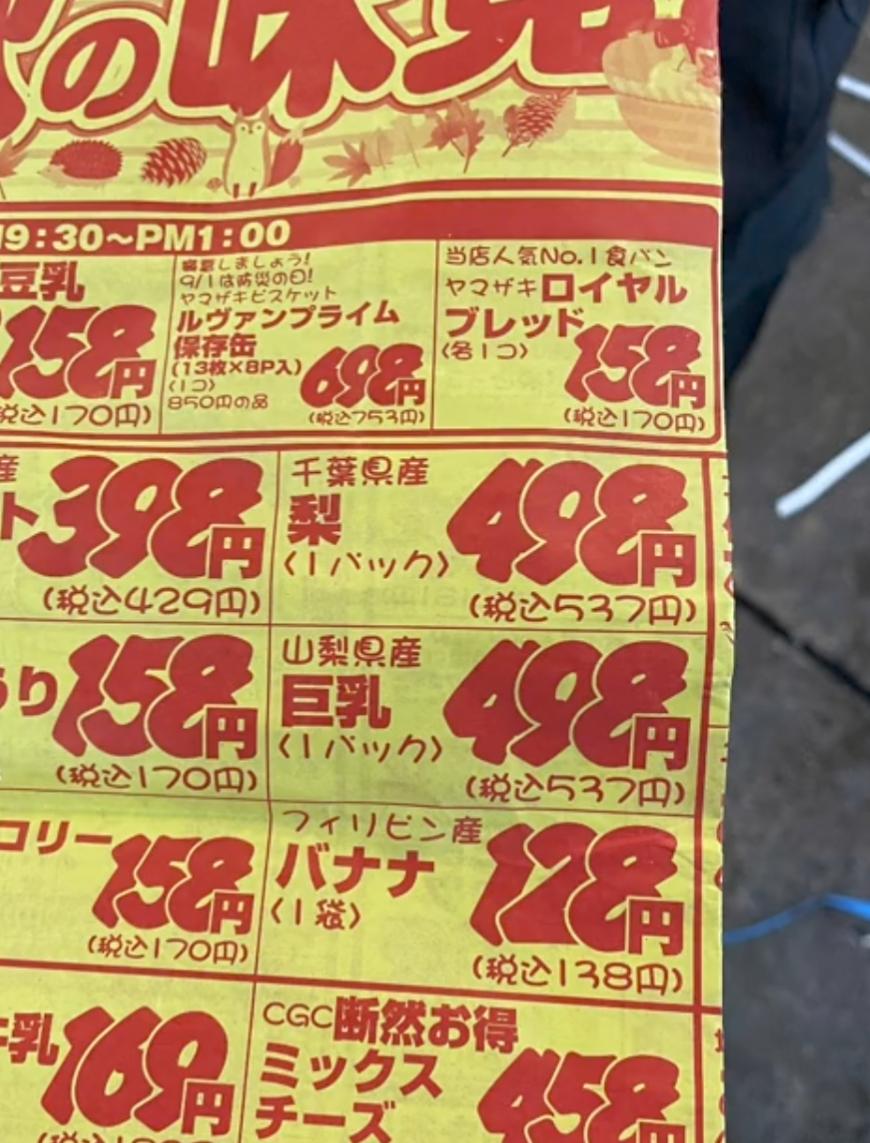 の味覚
9:30～PM1:00
豆乳
158円
(税込170円)
備蓄しましょう!
9/1は防災の日!
ヤマザキビスケット
ルヴァンプライム
保存缶
(13枚×8P入)
〈1コ〉
850円の品
698円
(税込753円)
当店人気No.1食パン
ヤマザキロイヤル
ブレッド
〈各1コ〉
158円
(税込170円)
産
ト398円
(税込429円)
千葉県産
梨
〈1パック〉
498円
(税込537円)
うり158円
(税込170円)
山梨県産
巨乳
〈1パック〉
498円
(税込537円)
コリー
158円
(税込170円)
フィリピン産
バナナ
〈1袋〉
128円
(税込138円)
牛乳
169円
CGC断然お得
ミックス
チーズ
458円